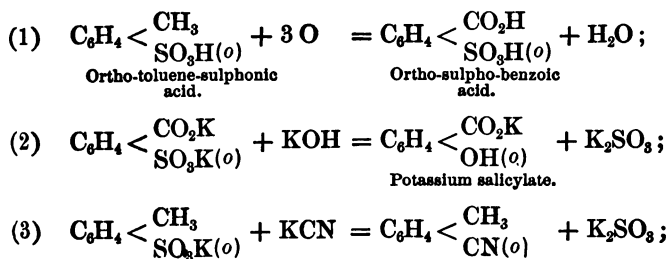 (1) C₆H₄ < CH₃ SO₃H(o) + 3 O = C₆H₄ < CO₂H SO₃H(o) + H₂O;
Ortho-toluene-sulphonic acid. Ortho-sulpho-benzoic acid.
(2) C₆H₄ < CO₂K SO₃K(o) + KOH = C₆H₄ < CO₂K OH(o) + K₂SO₃;
Potassium salicylate.
(3) C₆H₄ < CH₃ SO₃K(o) + KCN = C₆H₄ < CH₃ CN(o) + K₂SO₃;